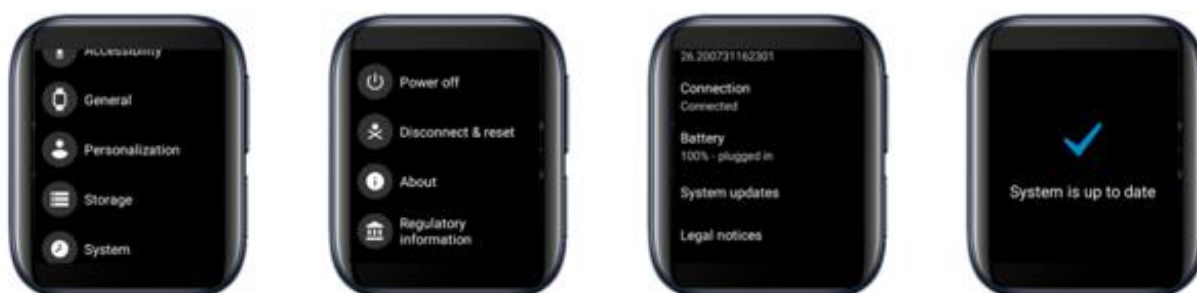 Accessibility
General
Personalization
Storage
System
Power off
Disconnect & reset
About
Regulatory
information
26.200731162301
Connection
Connected
Battery
100% - plugged in
System updates
Legal notices
System is up to date